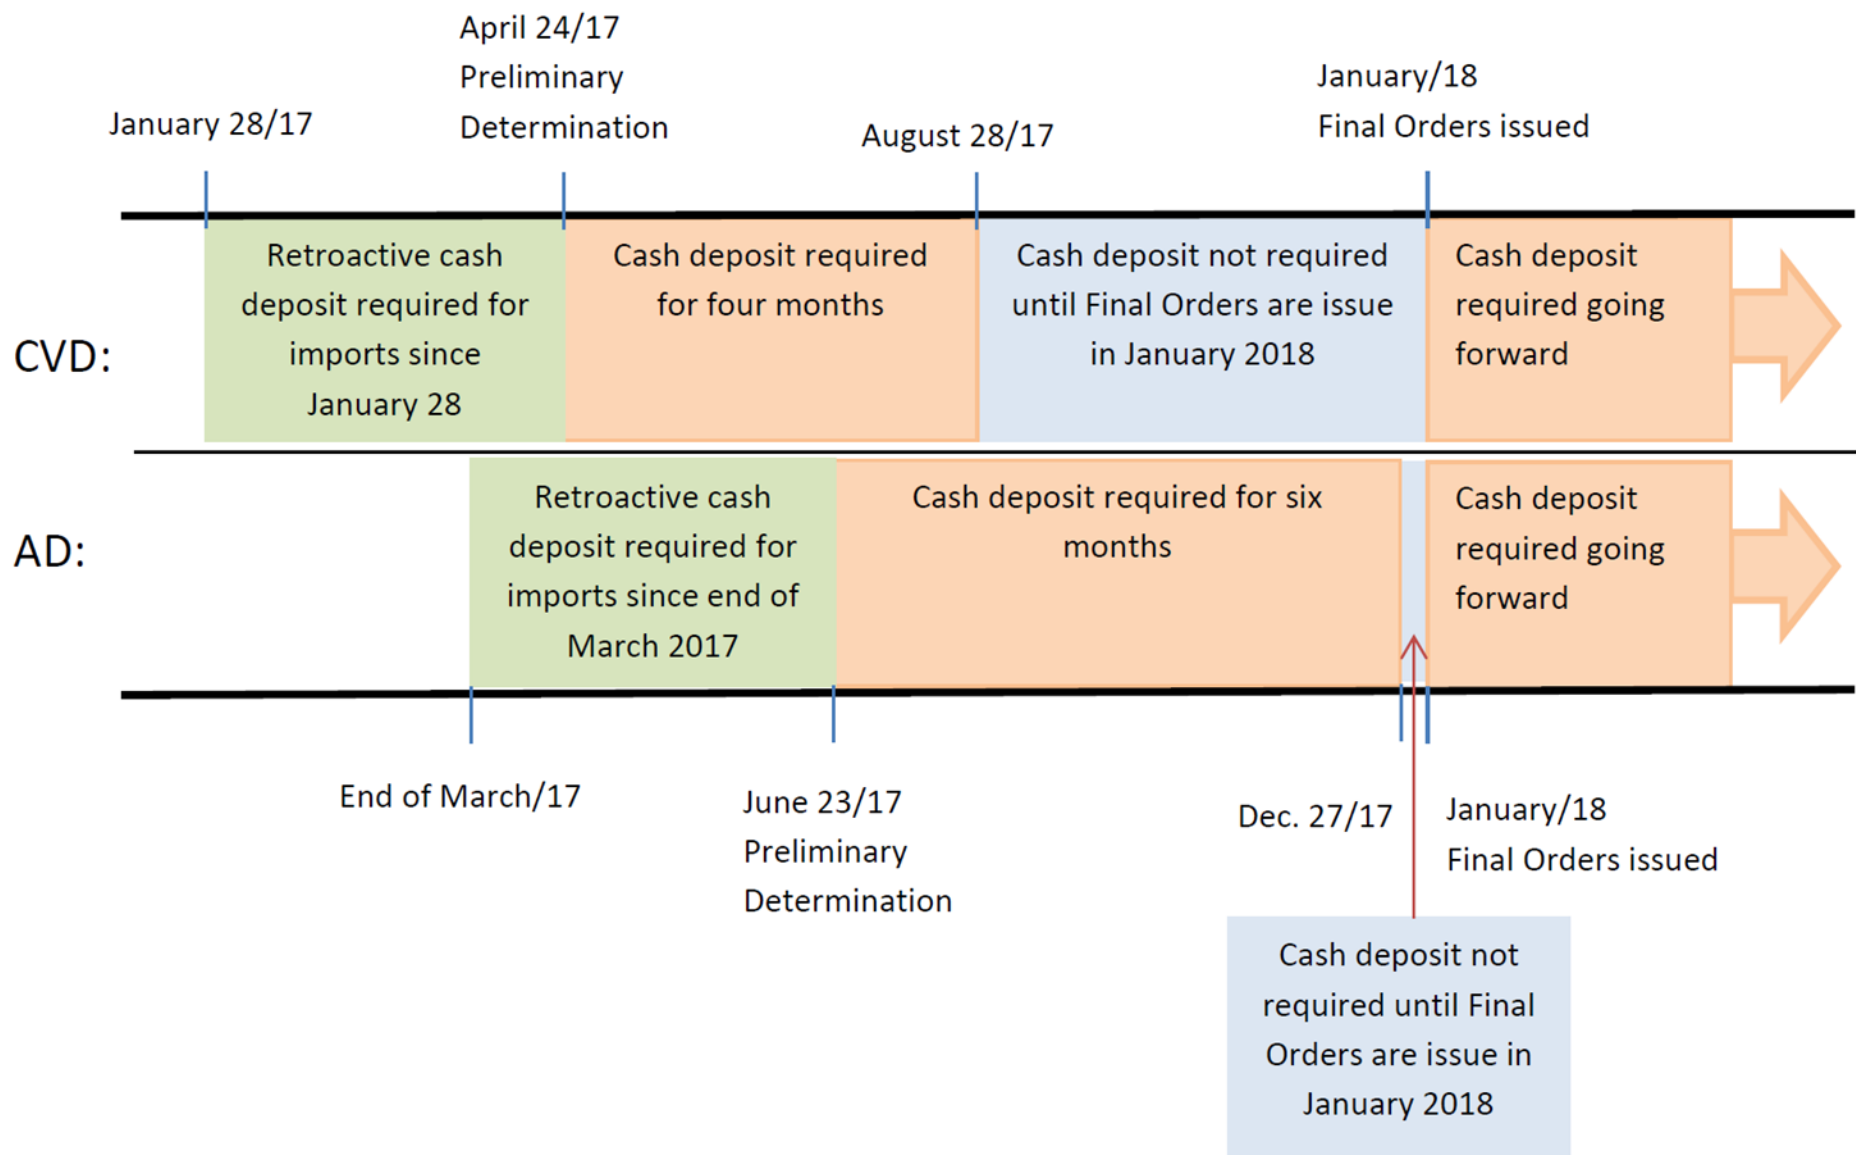 April 24/17
Preliminary
Determination
January 28/17
August 28/17
January/18
Final Orders issued
CVD:
Retroactive cash
deposit required for
imports since
January 28
Cash deposit required
for four months
Cash deposit not required
until Final Orders are issue
in January 2018
Cash deposit
required going
forward
AD:
Retroactive cash
deposit required for
imports since end of
March 2017
Cash deposit required for six
months
Cash deposit
required going
forward
End of March/17
June 23/17
Preliminary
Determination
Dec. 27/17
January/18
Final Orders issued
Cash deposit not
required until Final
Orders are issue in
January 2018